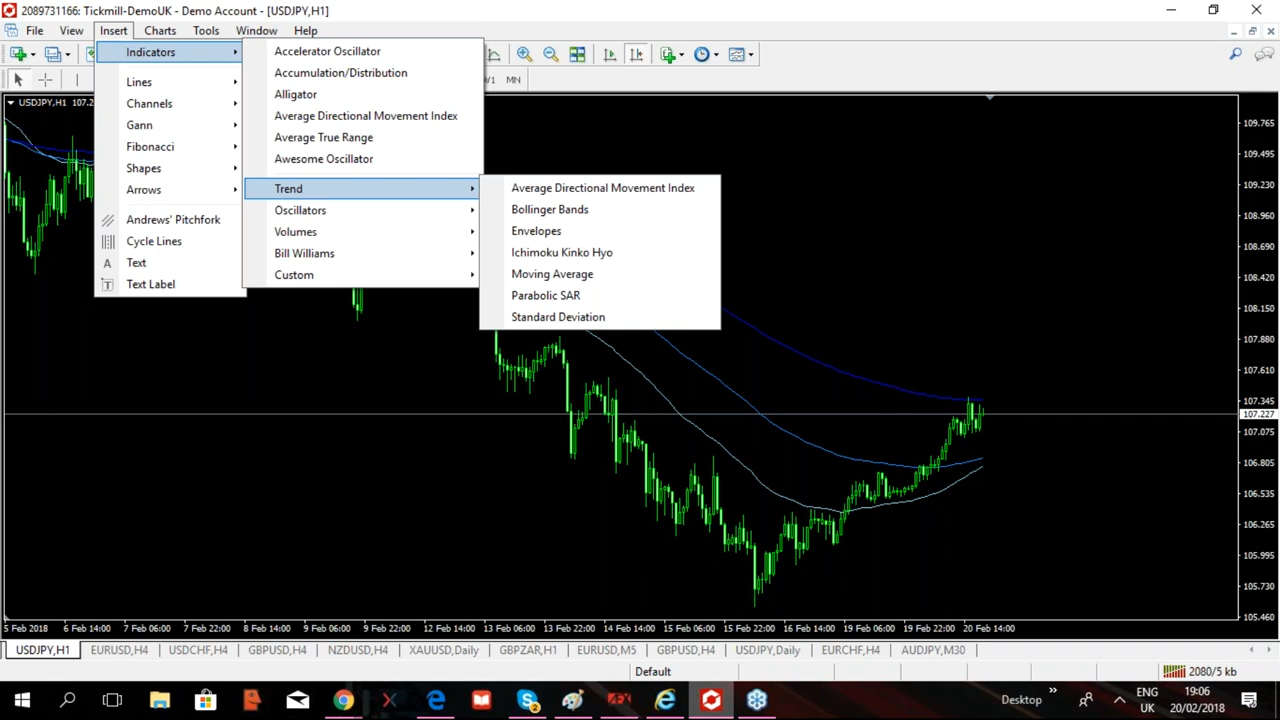 2089731166: Tickmill-DemoUK - Demo Account - [USDJPY,H1]
File View Insert Charts Tools Window Help
Indicators
Lines
Channels
Gann
Fibonacci
Shapes
Arrows
Andrews' Pitchfork
Cycle Lines
A Text
T Text Label
Accelerator Oscillator
Accumulation/Distribution
Alligator
Average Directional Movement Index
Average True Range
Awesome Oscillator
Trend
Oscillators
Volumes
Bill Williams
Custom
Average Directional Movement Index
Bollinger Bands
Envelopes
Ichimoku Kinko Hyo
Moving Average
Parabolic SAR
Standard Deviation
MN
USDJPY,H1
109.765
109.495
109.230
108.960
108.690
108.420
108.150
107.880
107.610
107.345
107.227
107.075
106.805
106.535
106.265
105.995
105.730
105.460
5 Feb 2018 6 Feb 14:00 7 Feb 06:00 7 Feb 22:00 8 Feb 14:00 9 Feb 06:00 9 Feb 22:00 12 Feb 14:00 13 Feb 06:00 13 Feb 22:00 14 Feb 14:00 15 Feb 06:00 15 Feb 22:00 16 Feb 14:00 19 Feb 06:00 19 Feb 22:00 20 Feb 14:00
USDJPY,H1 EURUSD,H4 USDCHF,H4 GBPUSD,H4 NZDUSD,H4 XAUUSD,Daily GBPZAR,H1 EURUSD,M5 GBPUSD,H4 USDJPY,Daily EURCHF,H4 AUDJPY,M30
Default 2080/5 kb
Desktop
ENG
UK
19:06
20/02/2018